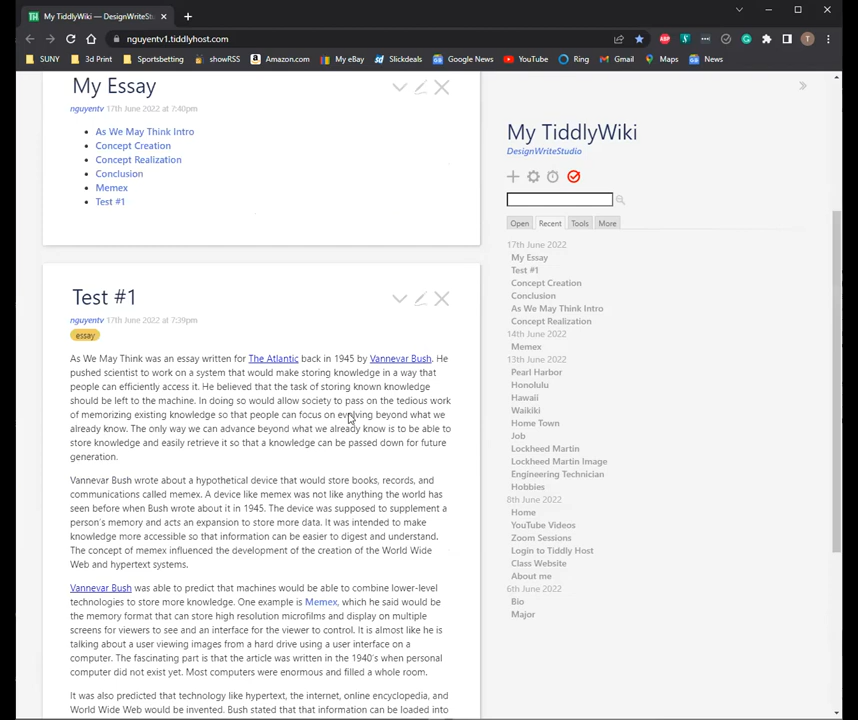 My TiddlyWiki — DesignWriteStu
nguyentv1.tiddlyhost.com
ABP
T
SUNY
3d Print
Sportsbetting
showRSS
Amazon.com
My eBay
Slickdeals
Google News
YouTube
Ring
Gmail
Maps
News
My Essay
nguyentv 17th June 2022 at 7:40pm
As We May Think Intro
Concept Creation
Concept Realization
Conclusion
Memex
Test #1
Test #1
nguyentv 17th June 2022 at 7:39pm
essay
As We May Think was an essay written for The Atlantic back in 1945 by Vannevar Bush. He
pushed scientist to work on a system that would make storing knowledge in a way that
people can efficiently access it. He believed that the task of storing known knowledge
should be left to the machine. In doing so would allow society to pass on the tedious work
of memorizing existing knowledge so that people can focus on evolving beyond what we
already know. The only way we can advance beyond what we already know is to be able to
store knowledge and easily retrieve it so that a knowledge can be passed down for future
generation.
Vannevar Bush wrote about a hypothetical device that would store books, records, and
communications called memex. A device like memex was not like anything the world has
seen before when Bush wrote about it in 1945. The device was supposed to supplement a
person's memory and acts an expansion to store more data. It was intended to make
knowledge more accessible so that information can be easier to digest and understand.
The concept of memex influenced the development of the creation of the World Wide
Web and hypertext systems.
Vannevar Bush was able to predict that machines would be able to combine lower-level
technologies to store more knowledge. One example is Memex, which he said would be
the memory format that can store high resolution microfilms and display on multiple
screens for viewers to see and an interface for the viewer to control. It is almost like he is
talking about a user viewing images from a hard drive using a user interface on a
computer. The fascinating part is that the article was written in the 1940's when personal
computer did not exist yet. Most computers were enormous and filled a whole room.
It was also predicted that technology like hypertext, the internet, online encyclopedia, and
World Wide Web would be invented. Bush stated that that information can be loaded into
My TiddlyWiki
DesignWriteStudio
Open
Recent
Tools
More
17th June 2022
My Essay
Test #1
Concept Creation
Conclusion
As We May Think Intro
Concept Realization
14th June 2022
Memex
13th June 2022
Pearl Harbor
Honolulu
Hawaii
Waikiki
Home Town
Job
Lockheed Martin
Lockheed Martin Image
Engineering Technician
Hobbies
8th June 2022
Home
YouTube Videos
Zoom Sessions
Login to Tiddly Host
Class Website
About me
6th June 2022
Bio
Major